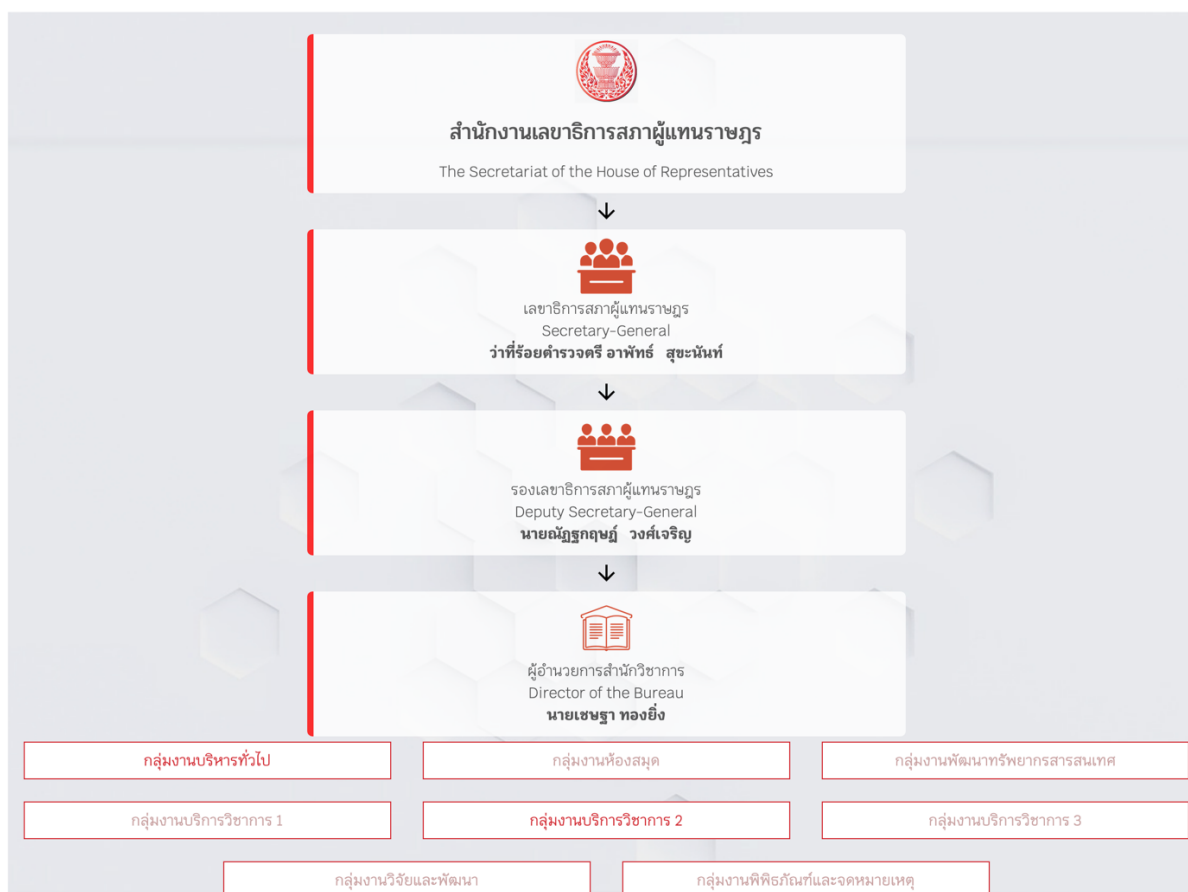 สำนักงานเลขาธิการสภาผู้แทนราษฎร
The Secretariat of the House of Representatives
เลขาธิการสภาผู้แทนราษฎร
Secretary-General
ว่าที่ร้อยตำรวจตรี อาพัทธ์ สุขะนันท์
รองเลขาธิการสภาผู้แทนราษฎร
Deputy Secretary-General
นายณัฏฐกฤษฎ์ วงศ์เจริญ
ผู้อำนวยการสำนักวิชาการ
Director of the Bureau
นายเชษฐา ทองยิ่ง
กลุ่มงานบริหารทั่วไป
กลุ่มงานห้องสมุด
กลุ่มงานพัฒนาทรัพยากรสารสนเทศ
กลุ่มงานบริการวิชาการ 1
กลุ่มงานบริการวิชาการ 2
กลุ่มงานบริการวิชาการ 3
กลุ่มงานวิจัยและพัฒนา
กลุ่มงานพิพิธภัณฑ์และจดหมายเหตุ